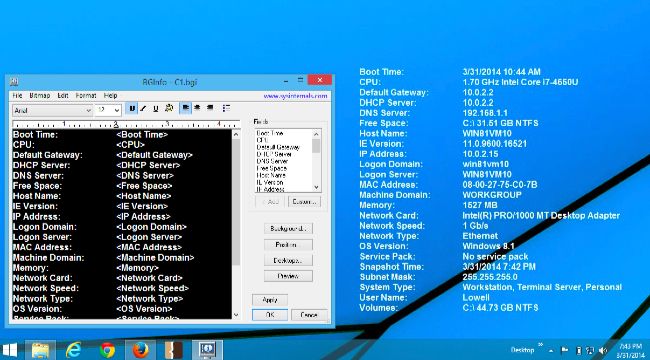 BGInfo - C1.bgi
File Bitmap Edit Format Help www.sysinternals.com
Arial 12 B I U
1 2 3 4
Boot Time: <Boot Time>
CPU: <CPU>
Default Gateway: <Default Gateway>
DHCP Server: <DHCP Server>
DNS Server: <DNS Server>
Free Space: <Free Space>
Host Name: <Host Name>
IE Version: <IE Version>
IP Address: <IP Address>
Logon Domain: <Logon Domain>
Logon Server: <Logon Server>
MAC Address: <MAC Address>
Machine Domain: <Machine Domain>
Memory: <Memory>
Network Card: <Network Card>
Network Speed: <Network Speed>
Network Type: <Network Type>
OS Version: <OS Version>
Service Pack: <Service Pack>
Fields
Boot Time
CPU
Default Gateway
DHCP Server
DNS Server
Free Space
Host Name
IE Version
IP Address
Add Custom...
Background...
Position...
Desktops...
Preview
Apply
OK Cancel
Boot Time: 3/31/2014 10:44 AM
CPU: 1.70 GHz Intel Core i7-4650U
Default Gateway: 10.0.2.2
DHCP Server: 10.0.2.2
DNS Server: 192.168.1.1
Free Space: C:\ 31.51 GB NTFS
Host Name: WIN81VM10
IE Version: 11.0.9600.16521
IP Address: 10.0.2.15
Logon Domain: win81vm10
Logon Server: WIN81VM10
MAC Address: 08-00-27-75-C0-7B
Machine Domain: WORKGROUP
Memory: 1527 MB
Network Card: Intel(R) PRO/1000 MT Desktop Adapter
Network Speed: 1 Gb/s
Network Type: Ethernet
OS Version: Windows 8.1
Service Pack: No service pack
Snapshot Time: 3/31/2014 7:42 PM
Subnet Mask: 255.255.255.0
System Type: Workstation, Terminal Server, Personal
User Name: Lowell
Volumes: C:\ 44.73 GB NTFS
Desktop »
7:43 PM
3/31/2014